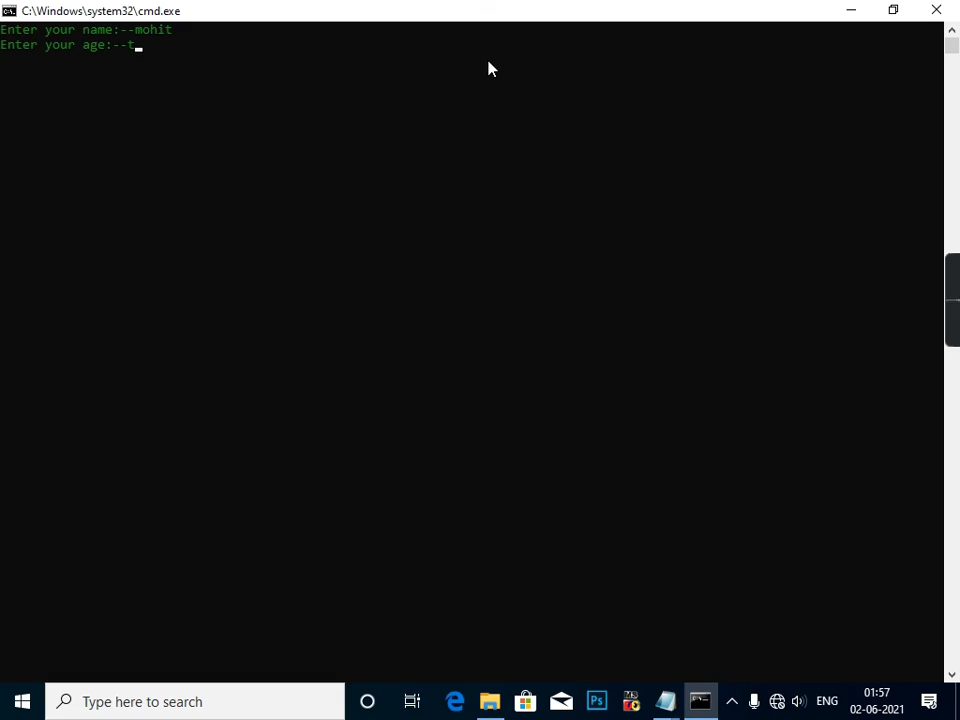 C:\Windows\system32\cmd.exe
Enter your name:--mohit
Enter your age:--t
Type here to search
Ps
ENG
01:57
02-06-2021